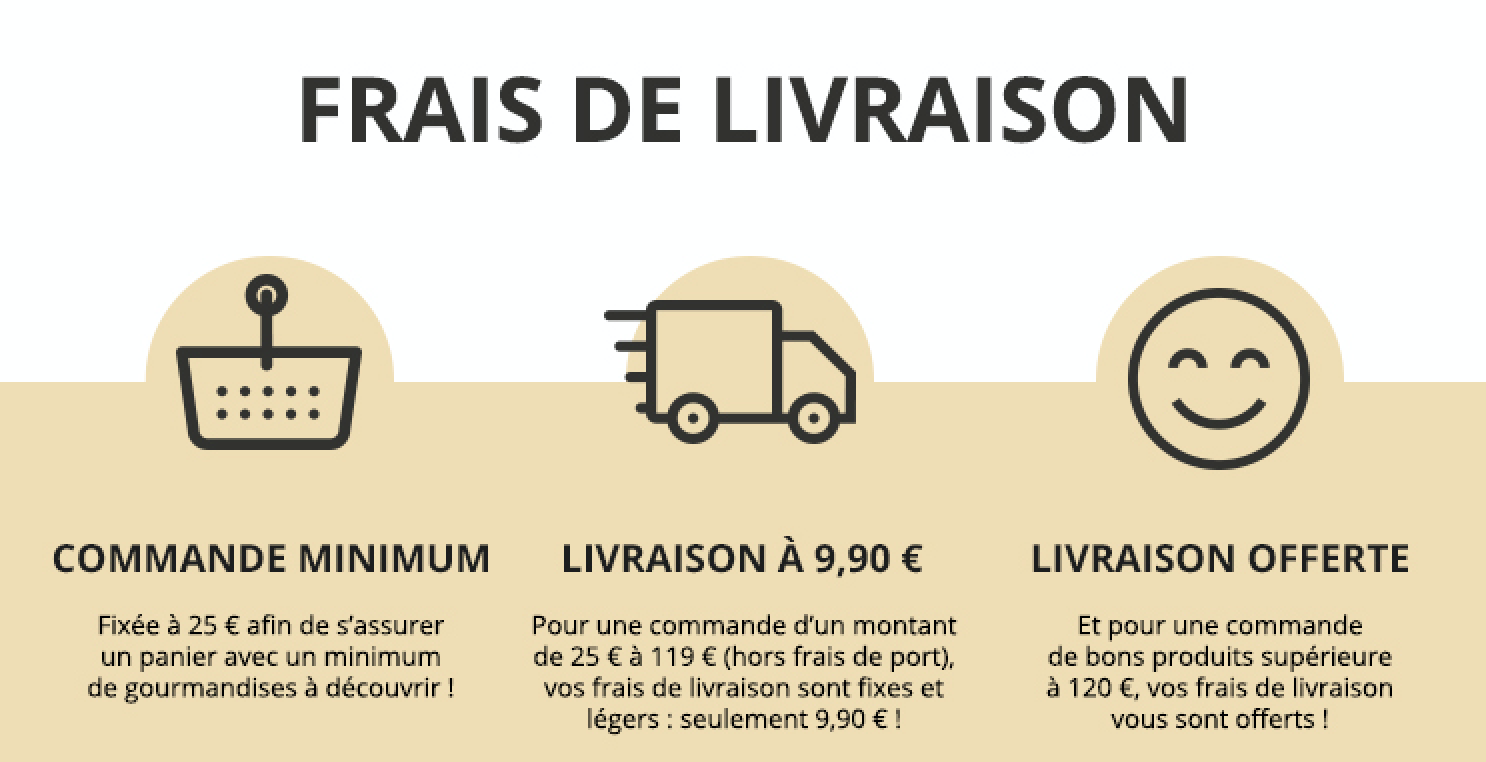 FRAIS DE LIVRAISON
COMMANDE MINIMUM
Fixée à 25 € afin de s’assurer
un panier avec un minimum
de gourmandises à découvrir !
LIVRAISON À 9,90 €
Pour une commande d’un montant
de 25 € à 119 € (hors frais de port),
vos frais de livraison sont fixes et
légers : seulement 9,90 € !
LIVRAISON OFFERTE
Et pour une commande
de bons produits supérieure
à 120 €, vos frais de livraison
vous sont offerts !